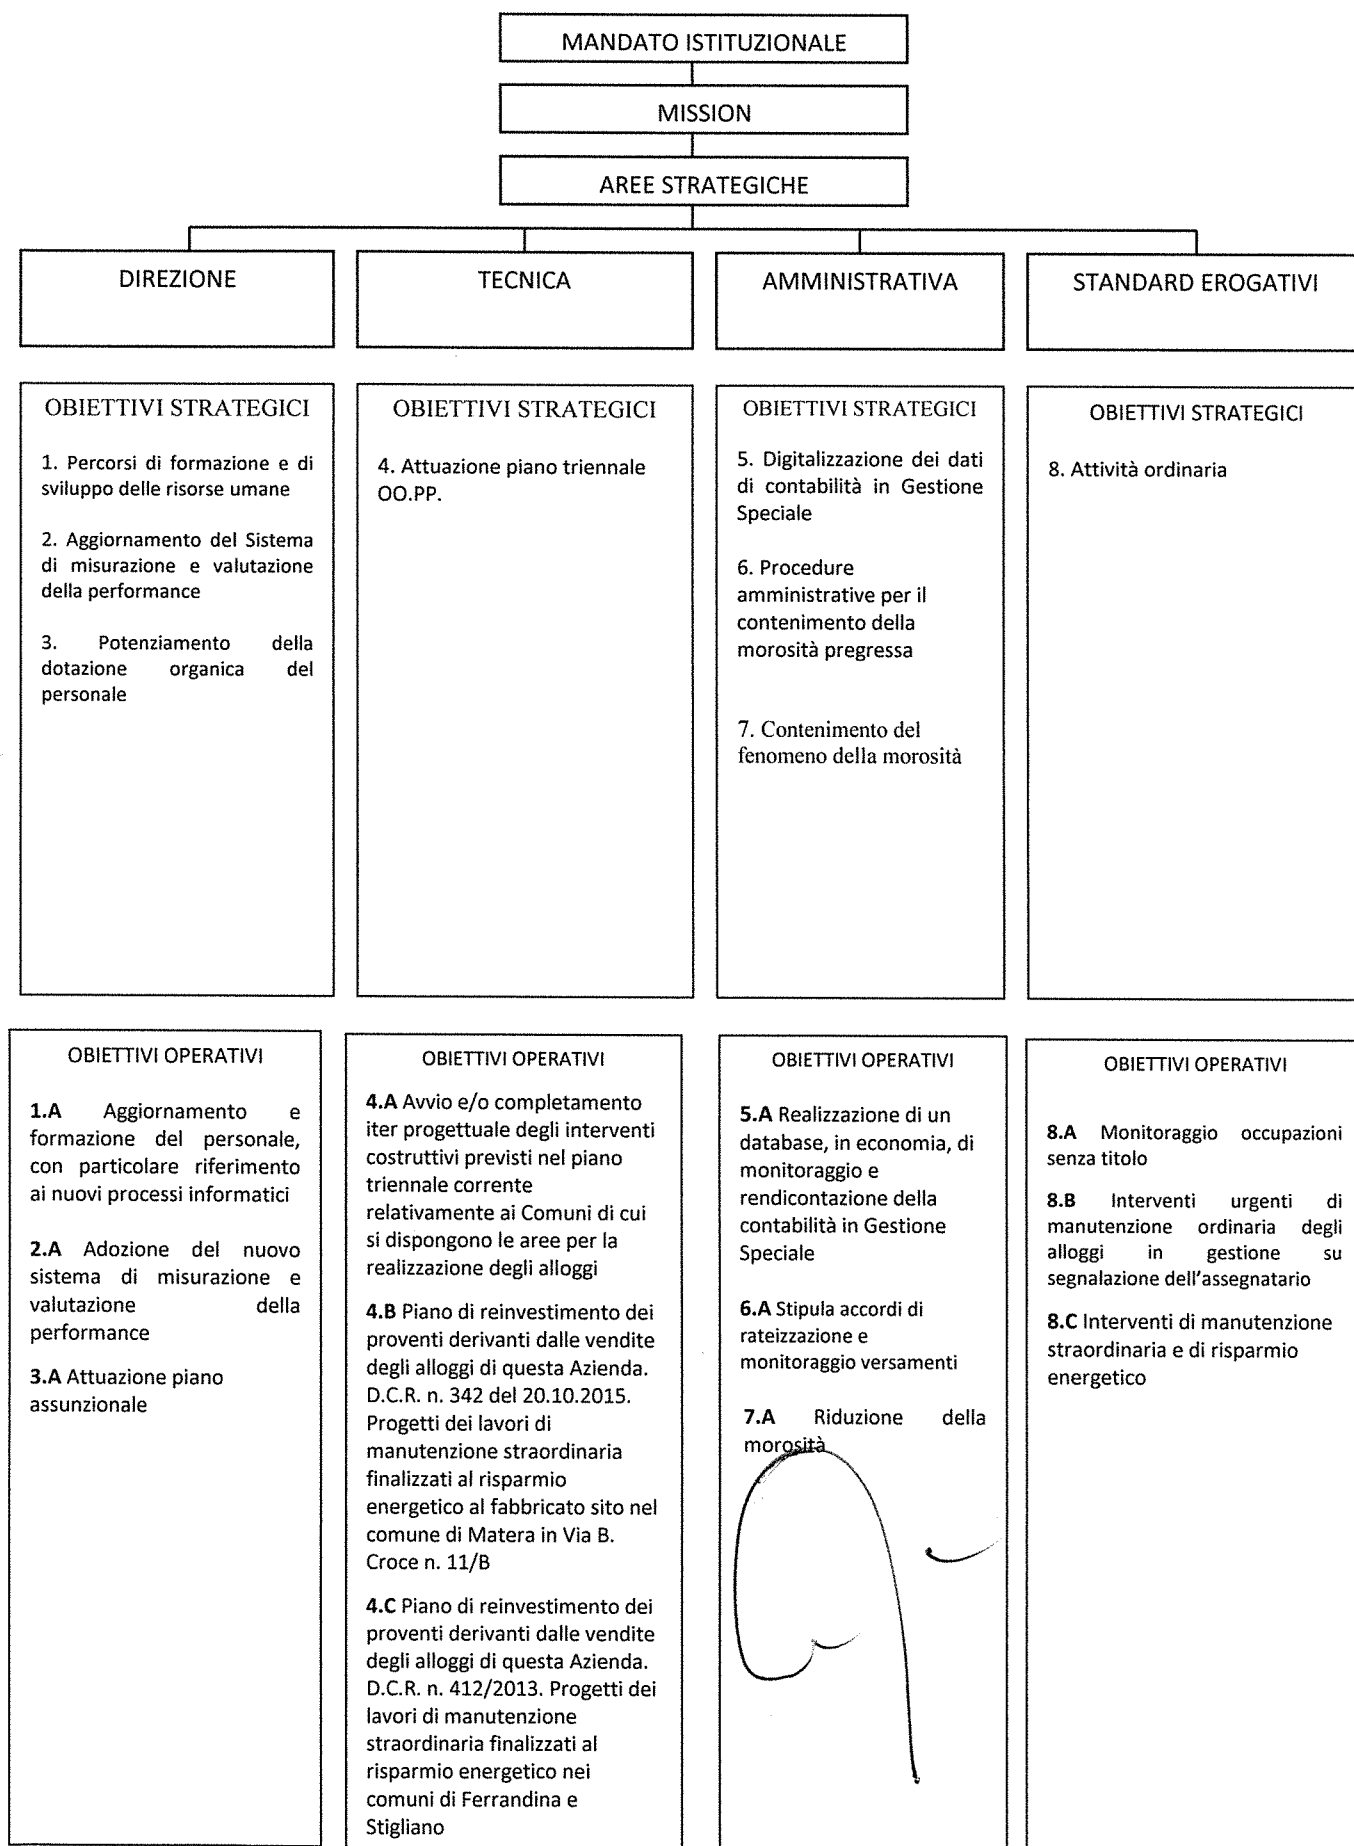 MANDATO ISTITUZIONALE
MISSION
AREE STRATEGICHE
DIREZIONE
TECNICA
AMMINISTRATIVA
STANDARD EROGATIVI
OBIETTIVI STRATEGICI
1. Percorsi di formazione e di
sviluppo delle risorse umane
2. Aggiornamento del Sistema
di misurazione e valutazione
della performance
3. Potenziamento della
dotazione organica del
personale
OBIETTIVI STRATEGICI
4. Attuazione piano triennale
OO.PP.
OBIETTIVI STRATEGICI
5. Digitalizzazione dei dati
di contabilità in Gestione
Speciale
6. Procedure
amministrative per il
contenimento della
morosità pregressa
7. Contenimento del
fenomeno della morosità
OBIETTIVI STRATEGICI
8. Attività ordinaria
OBIETTIVI OPERATIVI
1.A Aggiornamento e
formazione del personale,
con particolare riferimento
ai nuovi processi informatici
2.A Adozione del nuovo
sistema di misurazione e
valutazione della
performance
3.A Attuazione piano
assunzionale
OBIETTIVI OPERATIVI
4.A Avvio e/o completamento
iter progettuale degli interventi
costruttivi previsti nel piano
triennale corrente
relativamente ai Comuni di cui
si dispongono le aree per la
realizzazione degli alloggi
4.B Piano di reinvestimento dei
proventi derivanti dalle vendite
degli alloggi di questa Azienda.
D.C.R. n. 342 del 20.10.2015.
Progetti dei lavori di
manutenzione straordinaria
finalizzati al risparmio
energetico al fabbricato sito nel
comune di Matera in Via B.
Croce n. 11/B
4.C Piano di reinvestimento dei
proventi derivanti dalle vendite
degli alloggi di questa Azienda.
D.C.R. n. 412/2013. Progetti dei
lavori di manutenzione
straordinaria finalizzati al
risparmio energetico nei
comuni di Ferrandina e
Stigliano
OBIETTIVI OPERATIVI
5.A Realizzazione di un
database, in economia, di
monitoraggio e
rendicontazione della
contabilità in Gestione
Speciale
6.A Stipula accordi di
rateizzazione e
monitoraggio versamenti
7.A Riduzione della
morosità
OBIETTIVI OPERATIVI
8.A Monitoraggio occupazioni
senza titolo
8.B Interventi urgenti di
manutenzione ordinaria degli
alloggi in gestione su
segnalazione dell'assegnatario
8.C Interventi di manutenzione
straordinaria e di risparmio
energetico